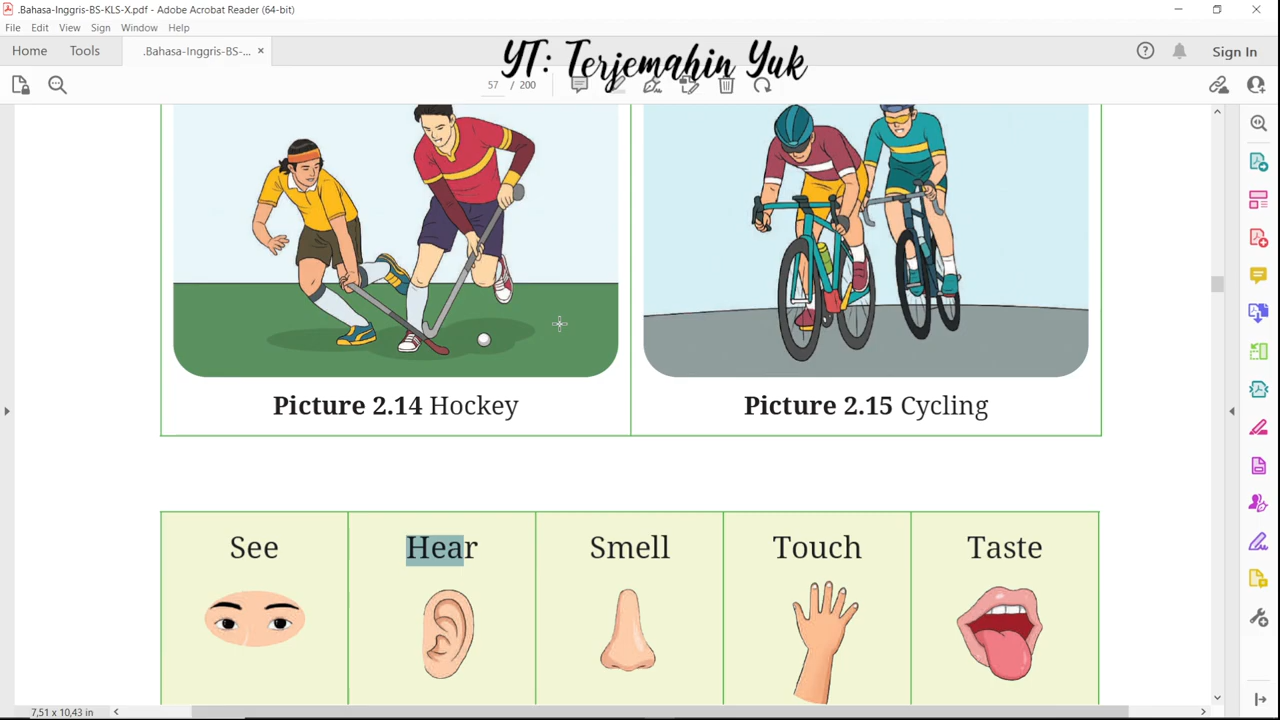 .Bahasa-Inggris-BS-KLS-X.pdf - Adobe Acrobat Reader (64-bit)
File Edit View Sign Window Help
Home Tools .Bahasa-Inggris-BS-... × Sign In
YT: Terjemahin Yuk
57 / 200
Picture 2.14 Hockey
Picture 2.15 Cycling
See Hear Smell Touch Taste
7,51 x 10,43 in